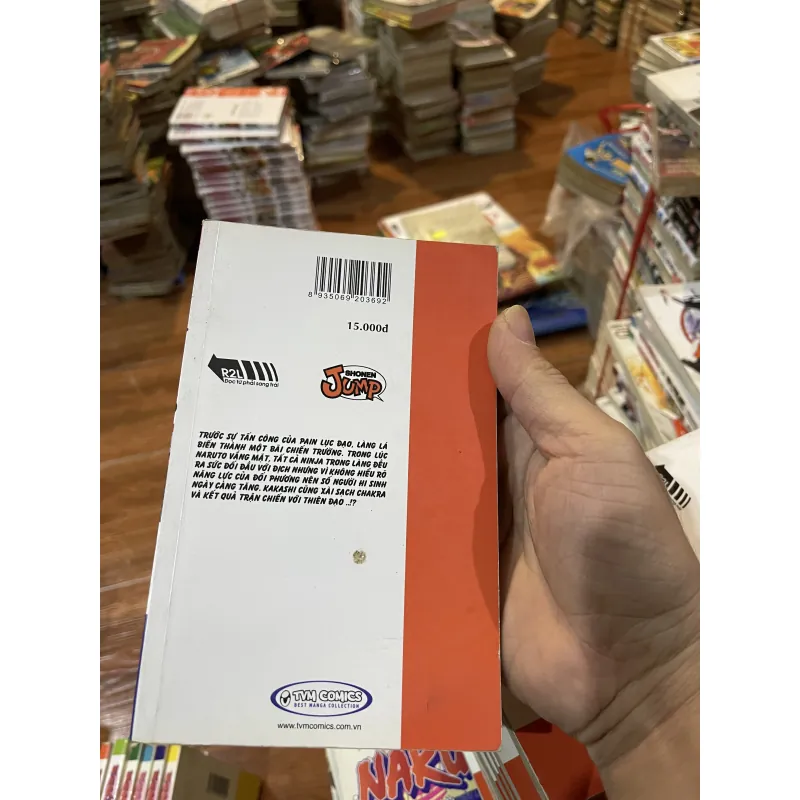 8 935069 203692
15.000đ
R2L
Đọc từ phải sang trái
SHONEN
JUMP
TRƯỚC SỰ TẤN CÔNG CỦA PAIN LỤC ĐẠO, LÀNG LÁ
BIẾN THÀNH MỘT BÃI CHIẾN TRƯỜNG. TRONG LÚC
NARUTO VẮNG MẶT, TẤT CẢ NINJA TRONG LÀNG ĐỀU
RA SỨC ĐỐI ĐẦU VỚI ĐỊCH NHƯNG VÌ KHÔNG HIỂU RÕ
NĂNG LỰC CỦA ĐỐI PHƯƠNG NÊN SỐ NGƯỜI HI SINH
NGÀY CÀNG TĂNG. KAKASHI CŨNG XÀI SẠCH CHAKRA
VÀ KẾT QUẢ TRẬN CHIẾN VỚI THIÊN ĐẠO ..!?
TVM COMICS
BEST MANGA COLLECTION
www.tvmcomics.com.vn
NARU